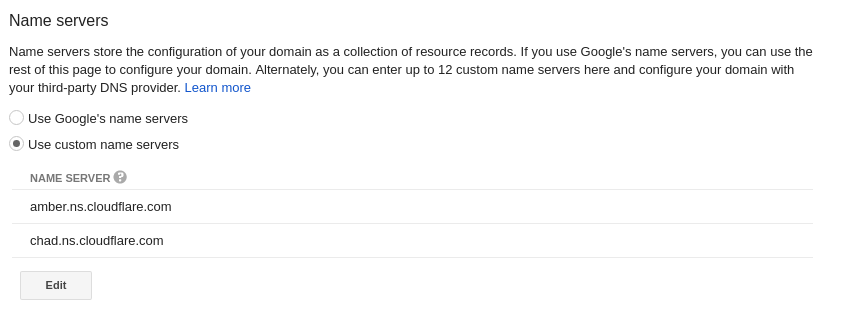 Name servers
Name servers store the configuration of your domain as a collection of resource records. If you use Google's name servers, you can use the
rest of this page to configure your domain. Alternately, you can enter up to 12 custom name servers here and configure your domain with
your third-party DNS provider. Learn more
Use Google's name servers
Use custom name servers
NAME SERVER ?
amber.ns.cloudflare.com
chad.ns.cloudflare.com
Edit